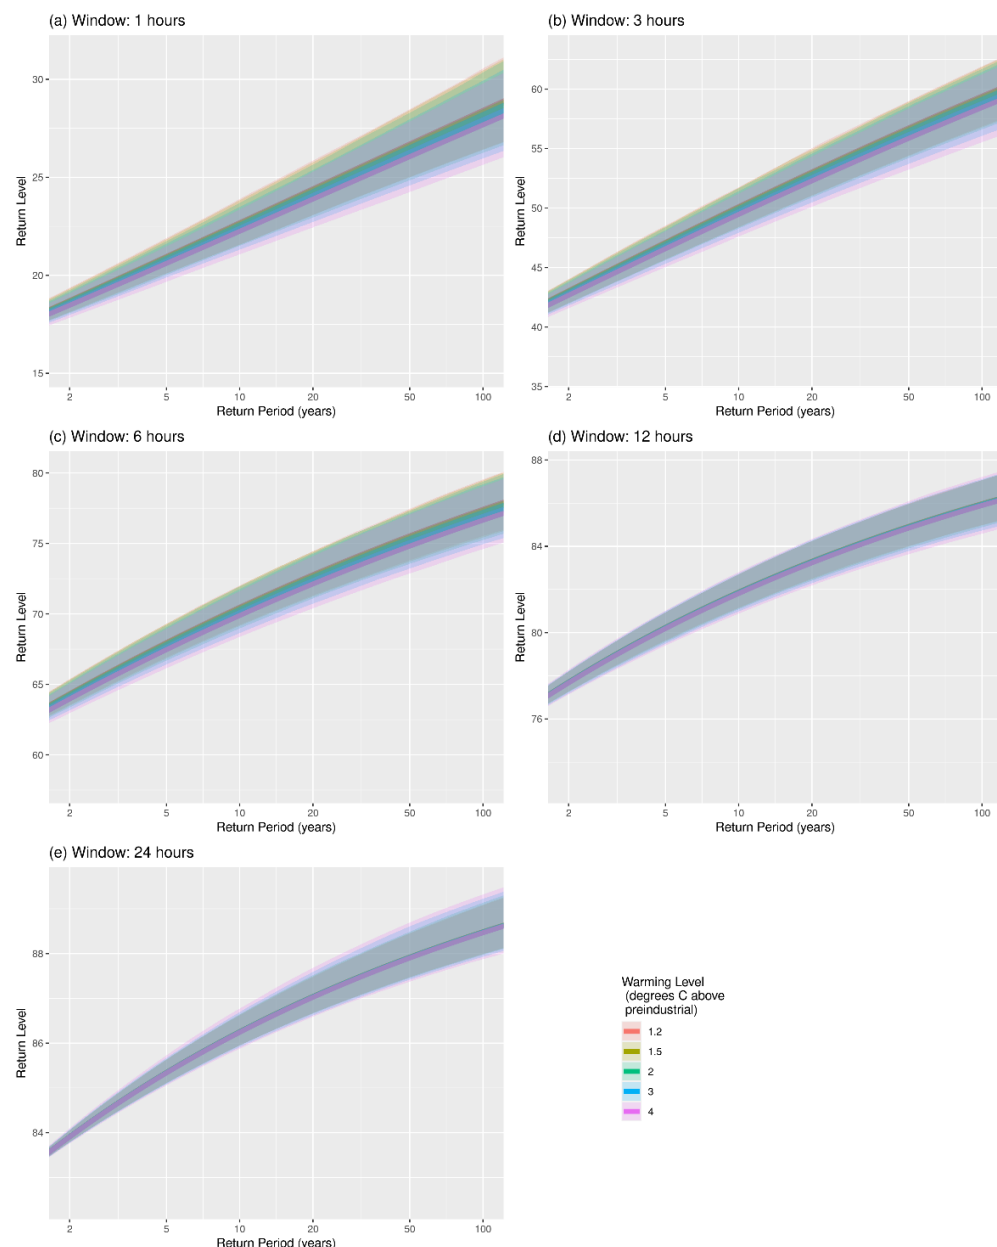 (a) Window: 1 hours
30
25
20
15
Return Level
2 5 10 20 50 100
Return Period (years)
(b) Window: 3 hours
60
55
50
45
40
35
Return Level
2 5 10 20 50 100
Return Period (years)
(c) Window: 6 hours
80
75
70
65
60
Return Level
2 5 10 20 50 100
Return Period (years)
(d) Window: 12 hours
88
84
80
76
Return Level
2 5 10 20 50 100
Return Period (years)
(e) Window: 24 hours
88
86
84
Return Level
2 5 10 20 50 100
Return Period (years)
Warming Level
(degrees C above
preindustrial)
1.2
1.5
2
3
4